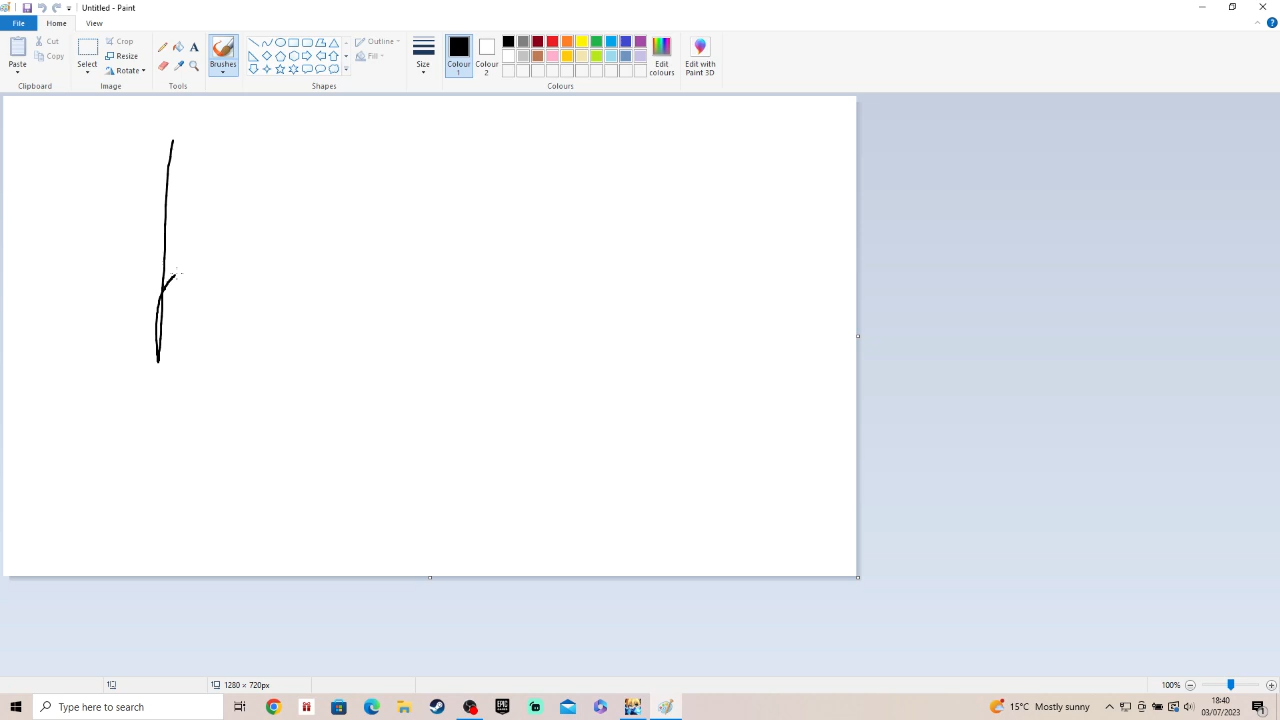 Untitled - Paint
File Home View
Paste
Cut
Copy
Clipboard
Select
Crop
Resize
Rotate
Image
A
Tools
Brushes
Shapes
Outline
Fill
Size
Colour 1
Colour 2
Edit colours
Colours
Edit with Paint 3D
1280 × 720px
100%
Type here to search
EPIC
15°C Mostly sunny
18:40
03/07/2023